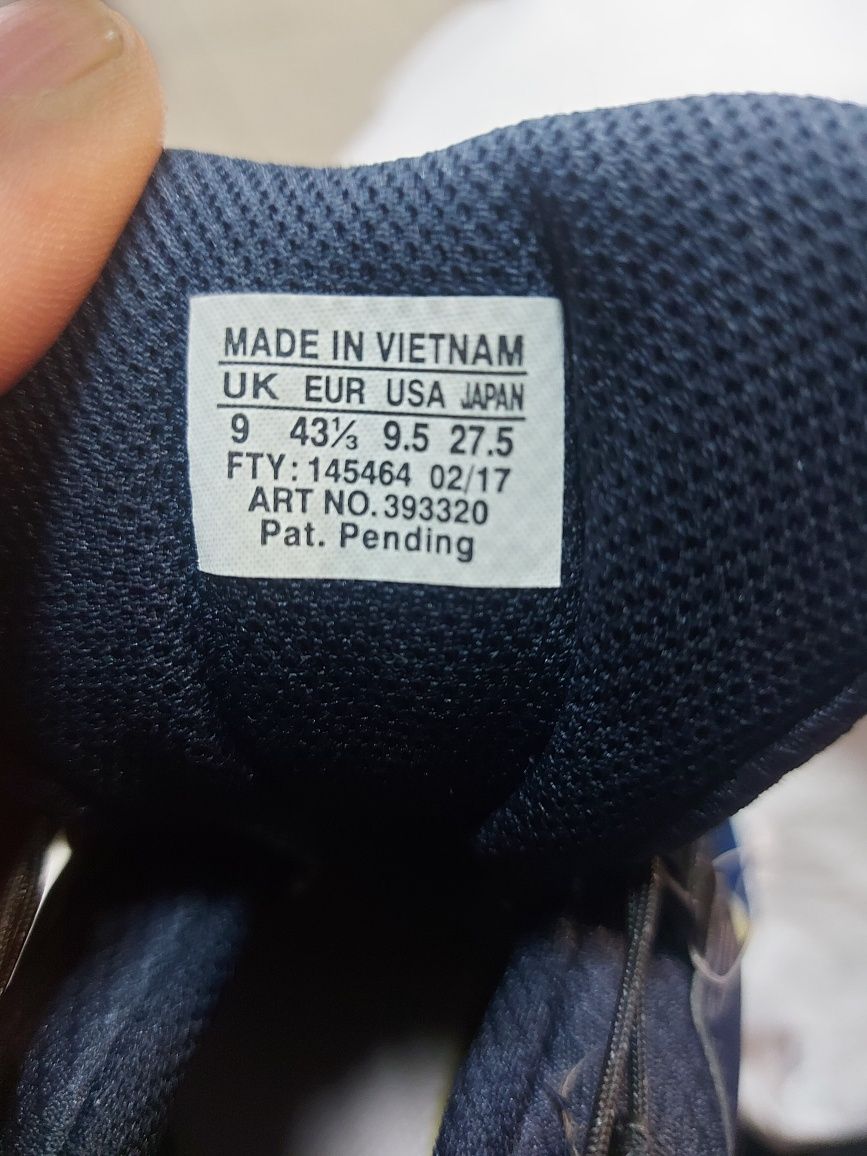 MADE IN VIETNAM
UK EUR USA JAPAN
9 43⅓ 9.5 27.5
FTY: 145464 02/17
ART NO. 393320
Pat. Pending